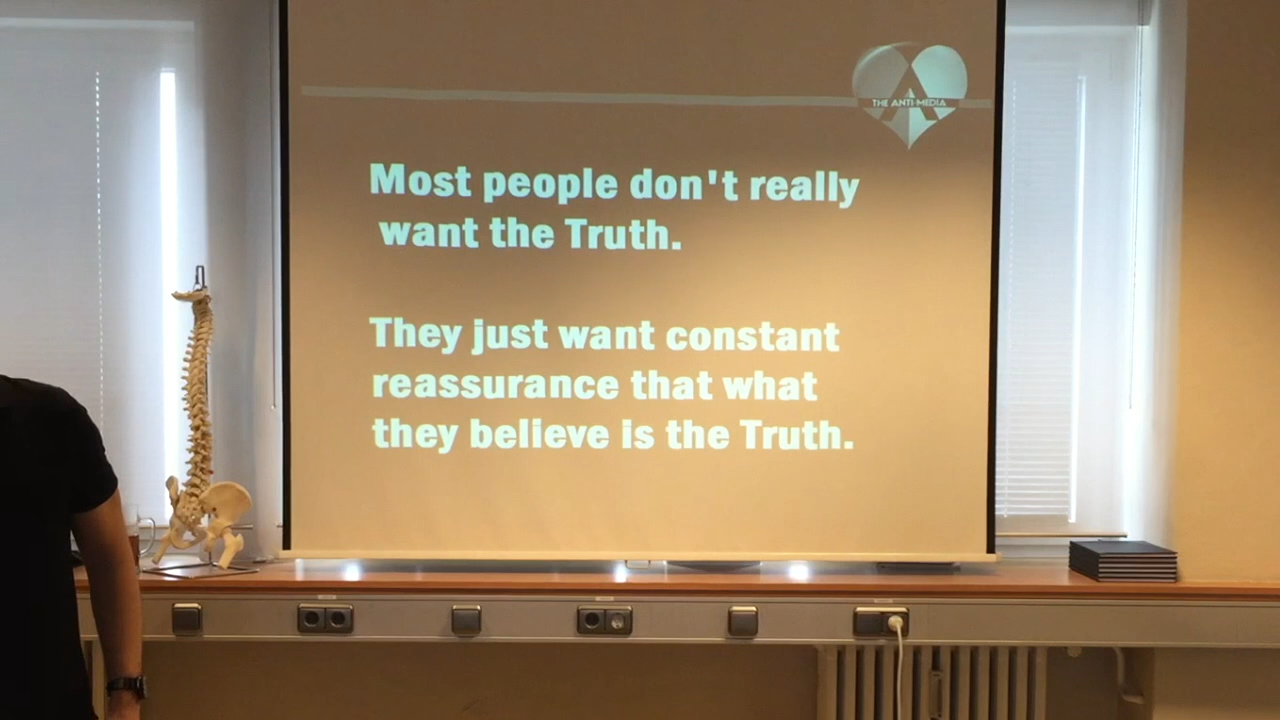 THE ANTI-MEDIA
Most people don't really
want the Truth.
They just want constant
reassurance that what
they believe is the Truth.